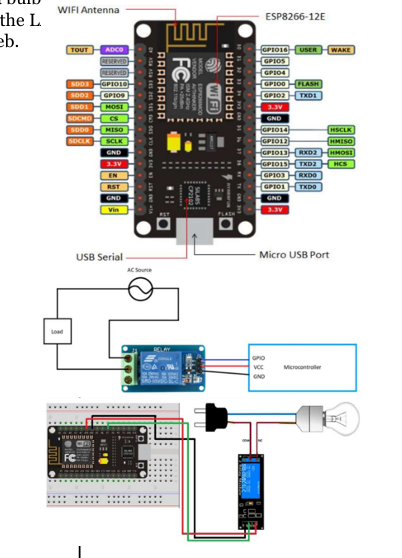 bulb
the L
eb.
WIFI Antenna
ESP8266-12E
TOUT ADC0 GPIO16 USER WAKE
RESERVED GPIO5
RESERVED GPIO4
SDD3 GPIO10 GPIO0 FLASH
SDD2 GPIO9 GPIO2 TXD1
SDD1 MOSI 3.3V
SDCMD CS GND
SDD0 MISO GPIO14 HSCLK
SDCLK SCLK GPIO12 HMISO
GND GPIO13 RXD2 HMOSI
3.3V GPIO15 TXD2 HCS
EN GPIO3 RXD0
RST GPIO1 TXD0
GND GND
Vin 3.3V
FCC
SILABS
CP2102
RST FLASH
USB Serial
Micro USB Port
AC Source
Load
RELAY
GPIO
VCC
GND
Microcontroller